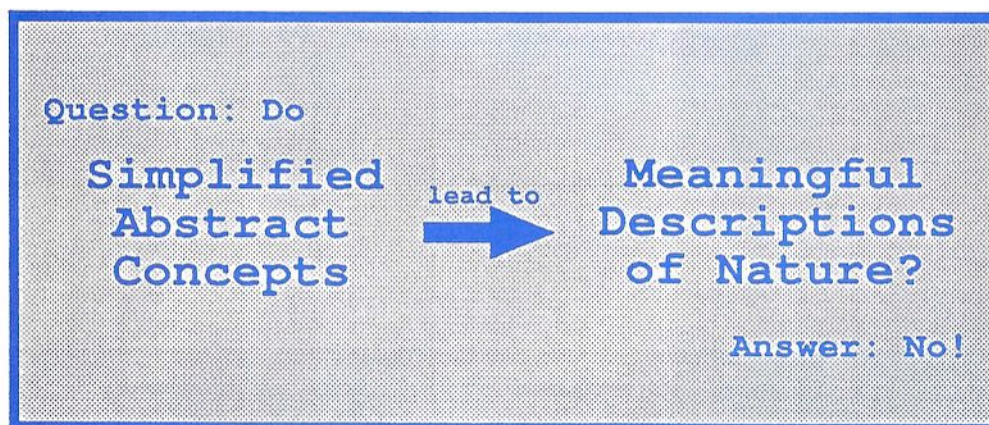 Question: Do
Simplified
Abstract
Concepts
lead to
Meaningful
Descriptions
of Nature?
Answer: No!